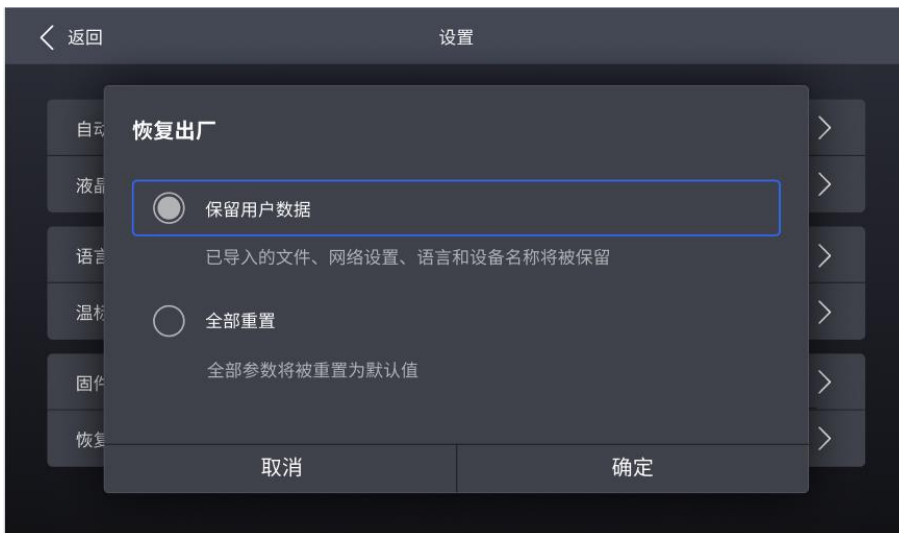 返回
设置
自动
恢复出厂
液晶
保留用户数据
语言
已导入的文件、网络设置、语言和设备名称将被保留
温标
全部重置
固件
全部参数将被重置为默认值
恢复
取消
确定